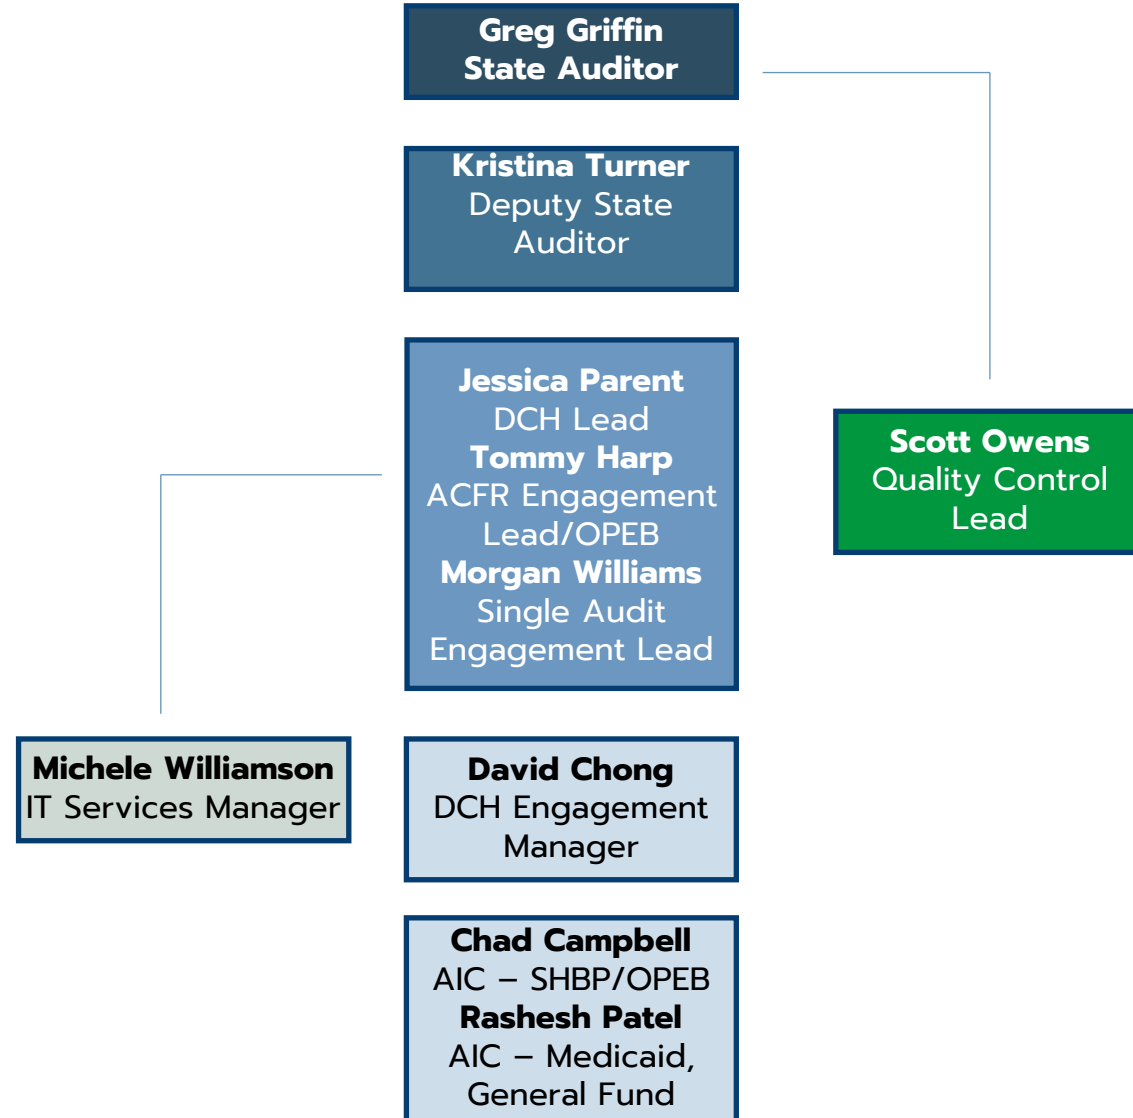 Greg Griffin
State Auditor
Kristina Turner
Deputy State
Auditor
Jessica Parent
DCH Lead
Tommy Harp
ACFR Engagement
Lead/OPEB
Morgan Williams
Single Audit
Engagement Lead
Scott Owens
Quality Control
Lead
Michele Williamson
IT Services Manager
David Chong
DCH Engagement
Manager
Chad Campbell
AIC – SHBP/OPEB
Rashesh Patel
AIC – Medicaid,
General Fund